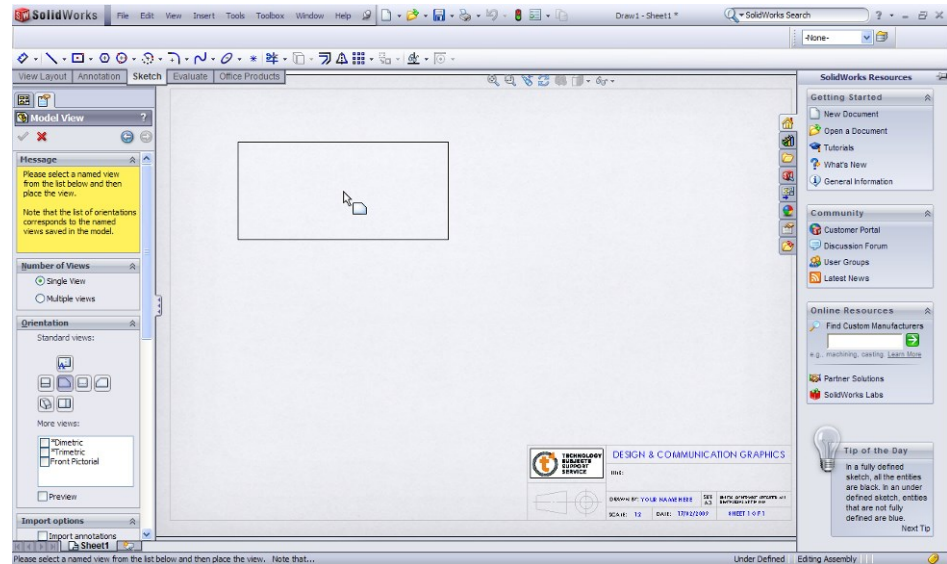 SolidWorks File Edit View Insert Tools Toolbox Window Help Draw1 - Sheet1 * SolidWorks Search ?
-None-
View Layout Annotation Sketch Evaluate Office Products
Model View ?
Message
Please select a named view
from the list below and then
place the view.
Note that the list of orientations
corresponds to the named
views saved in the model.
Number of Views
Single View
Multiple views
Orientation
Standard views:
More views:
*Dimetric
*Trimetric
Front Pictorial
Preview
Import options
Import annotations
Sheet1
TECHNOLOGY
SUBJECTS
SUPPORT
SERVICE
DESIGN & COMMUNICATION GRAPHICS
TITLE:
DRAWN BY: YOUR NAME HERE
A3
SCALE: 1:2 DATE: 17/02/2009 SHEET 1 OF 1
SolidWorks Resources
Getting Started
New Document
Open a Document
Tutorials
What's New
General Information
Community
Customer Portal
Discussion Forum
User Groups
Latest News
Online Resources
Find Custom Manufacturers
e.g., machining, casting Learn More
Partner Solutions
SolidWorks Labs
Tip of the Day
In a fully defined
sketch, all the entities
are black. In an under
defined sketch, entities
that are not fully
defined are blue.
Next Tip
Please select a named view from the list below and then place the view. Note that... Under Defined Editing Assembly